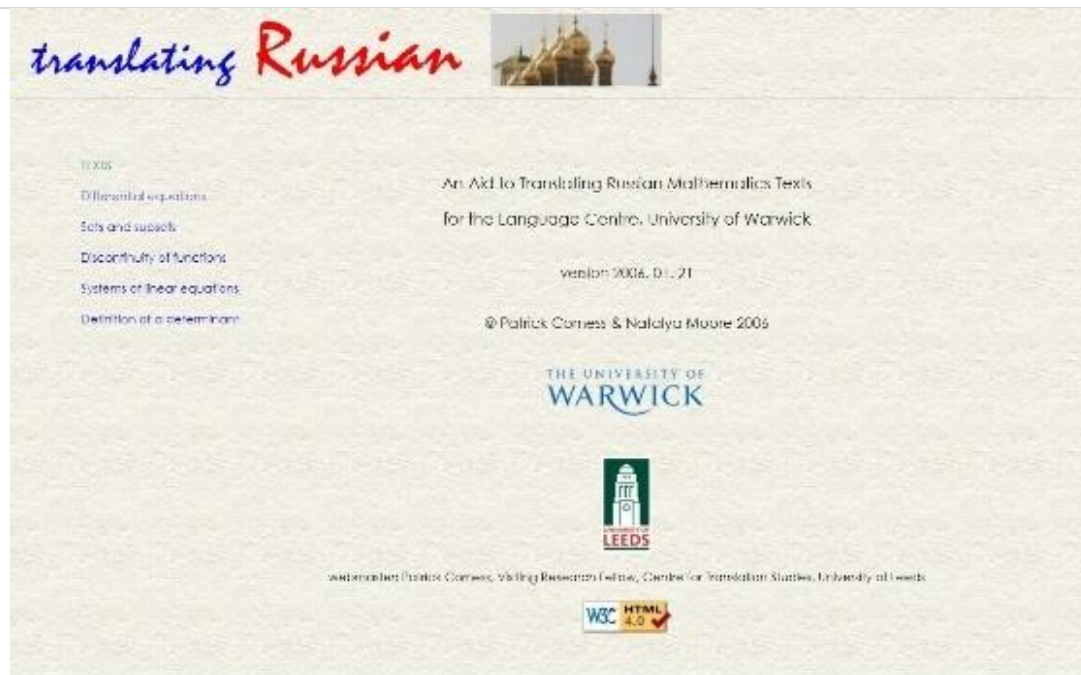 translating Russian
TEXTS
Differential equations
Sets and subsets
Discontinuity of functions
Systems of linear equations
Definition of a determinant
An Aid to Translating Russian Mathematics Texts
for the Language Centre, University of Warwick
version 2006. 01. 21
© Patrick Corness & Natalya Moore 2006
THE UNIVERSITY OF
WARWICK
UNIVERSITY OF
LEEDS
webmaster: Patrick Corness, Visiting Research Fellow, Centre for Translation Studies, University of Leeds
W3C HTML
4.0